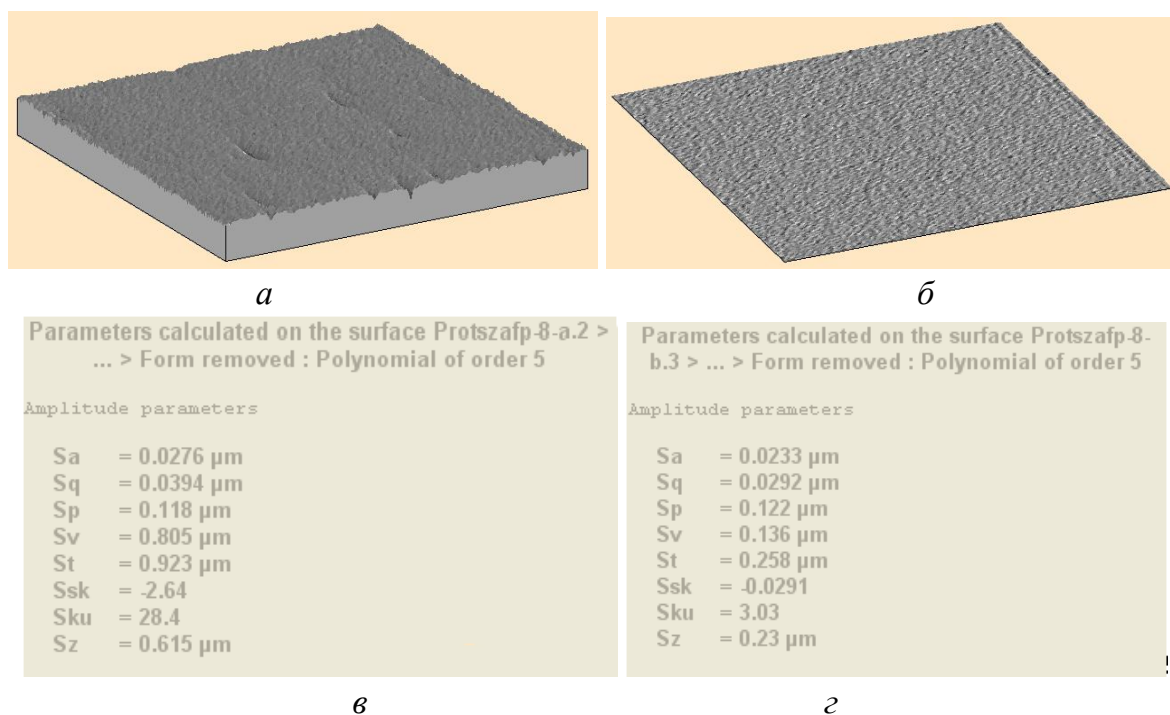 а
б
Parameters calculated on the surface Protszafp-8-a.2 >
... > Form removed : Polynomial of order 5
Amplitude parameters
Sa = 0.0276 µm
Sq = 0.0394 µm
Sp = 0.118 µm
Sv = 0.805 µm
St = 0.923 µm
Ssk = -2.64
Sku = 28.4
Sz = 0.615 µm
Parameters calculated on the surface Protszafp-8-
b.3 > ... > Form removed : Polynomial of order 5
Amplitude parameters
Sa = 0.0233 µm
Sq = 0.0292 µm
Sp = 0.122 µm
Sv = 0.136 µm
St = 0.258 µm
Ssk = -0.0291
Sku = 3.03
Sz = 0.23 µm
в
г